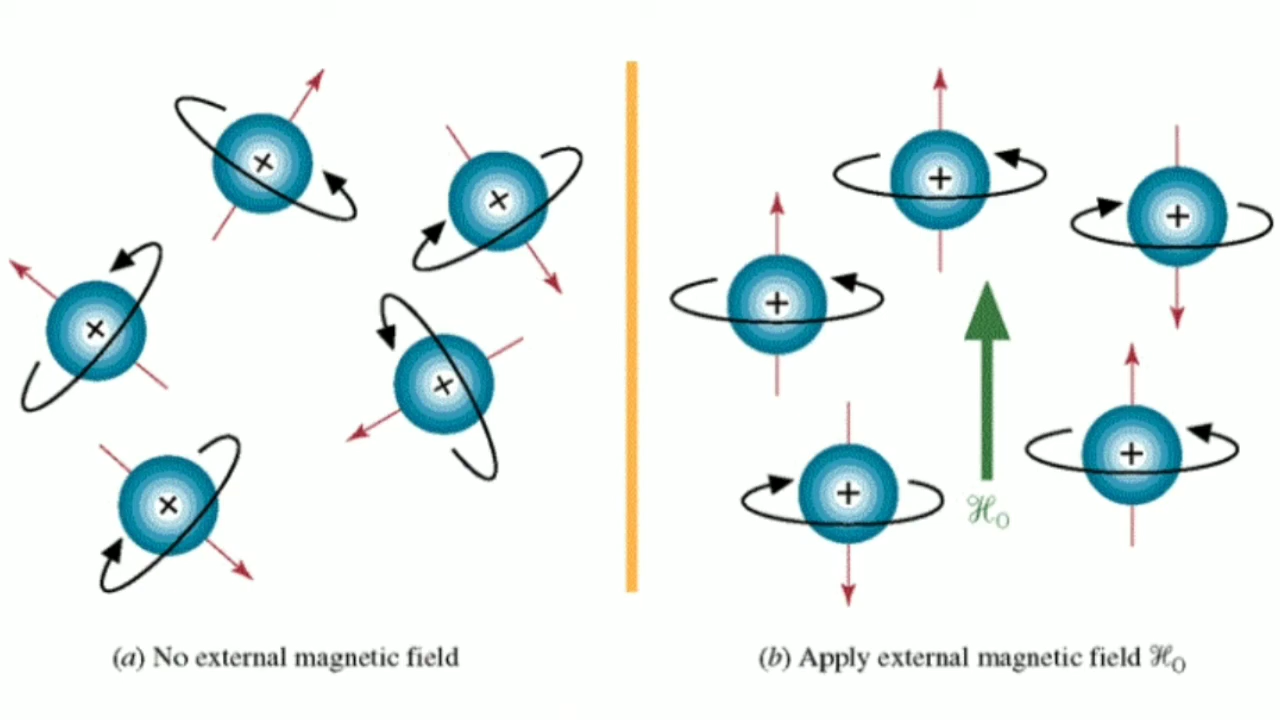 ℋ₀
(a) No external magnetic field
(b) Apply external magnetic field ℋ₀